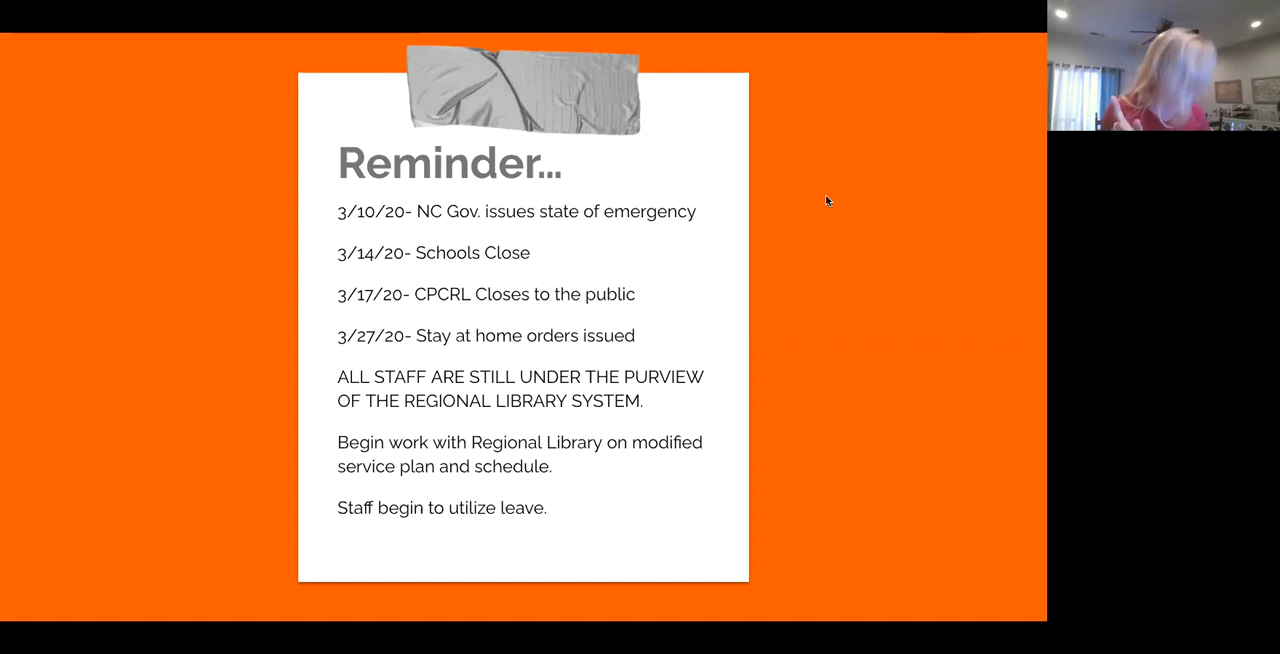 Reminder...
3/10/20- NC Gov. issues state of emergency
3/14/20- Schools Close
3/17/20- CPCRL Closes to the public
3/27/20- Stay at home orders issued
ALL STAFF ARE STILL UNDER THE PURVIEW
OF THE REGIONAL LIBRARY SYSTEM.
Begin work with Regional Library on modified
service plan and schedule.
Staff begin to utilize leave.